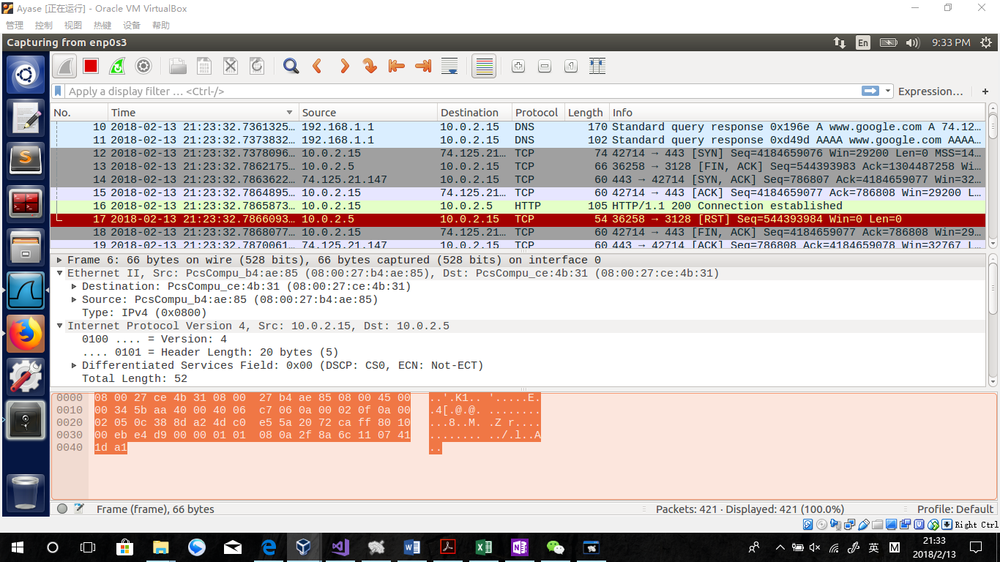 Ayase [正在运行] - Oracle VM VirtualBox
管理 控制 视图 热键 设备 帮助
Capturing from enp0s3 En 9:33 PM
Apply a display filter … <Ctrl-/> Expression… +
No. Time Source Destination Protocol Length Info
10 2018-02-13 21:23:32.7361325… 192.168.1.1 10.0.2.15 DNS 170 Standard query response 0x196e A www.google.com A 74.12…
11 2018-02-13 21:23:32.7373832… 192.168.1.1 10.0.2.15 DNS 102 Standard query response 0xd49d AAAA www.google.com AAAA…
12 2018-02-13 21:23:32.7378096… 10.0.2.15 74.125.21… TCP 74 42714 → 443 [SYN] Seq=4184659076 Win=29200 Len=0 MSS=14…
13 2018-02-13 21:23:32.7862175… 10.0.2.5 10.0.2.15 TCP 66 36258 → 3128 [FIN, ACK] Seq=544393983 Ack=1304487258 Wi…
14 2018-02-13 21:23:32.7863622… 74.125.21.147 10.0.2.15 TCP 60 443 → 42714 [SYN, ACK] Seq=786807 Ack=4184659077 Win=32…
15 2018-02-13 21:23:32.7864895… 10.0.2.15 74.125.21… TCP 60 42714 → 443 [ACK] Seq=4184659077 Ack=786808 Win=29200 L…
16 2018-02-13 21:23:32.7865873… 10.0.2.15 10.0.2.5 HTTP 105 HTTP/1.1 200 Connection established
17 2018-02-13 21:23:32.7866093… 10.0.2.5 10.0.2.15 TCP 54 36258 → 3128 [RST] Seq=544393984 Win=0 Len=0
18 2018-02-13 21:23:32.7868077… 10.0.2.15 74.125.21… TCP 60 42714 → 443 [FIN, ACK] Seq=4184659077 Ack=786808 Win=29…
19 2018-02-13 21:23:32.7870061… 74.125.21.147 10.0.2.15 TCP 60 443 → 42714 [ACK] Seq=786808 Ack=4184659078 Win=32767 L…
Frame 6: 66 bytes on wire (528 bits), 66 bytes captured (528 bits) on interface 0
Ethernet II, Src: PcsCompu_b4:ae:85 (08:00:27:b4:ae:85), Dst: PcsCompu_ce:4b:31 (08:00:27:ce:4b:31)
Destination: PcsCompu_ce:4b:31 (08:00:27:ce:4b:31)
Source: PcsCompu_b4:ae:85 (08:00:27:b4:ae:85)
Type: IPv4 (0x0800)
Internet Protocol Version 4, Src: 10.0.2.15, Dst: 10.0.2.5
0100 .... = Version: 4
.... 0101 = Header Length: 20 bytes (5)
Differentiated Services Field: 0x00 (DSCP: CS0, ECN: Not-ECT)
Total Length: 52
0000 08 00 27 ce 4b 31 08 00 27 b4 ae 85 08 00 45 00 ..'.K1.. '.....E.
0010 00 34 5b aa 40 00 40 06 c7 06 0a 00 02 0f 0a 00 .4[.@.@. ........
0020 02 05 0c 38 8d a2 4d c0 e5 5a 20 72 ca ff 80 10 ...8..M. .Z r....
0030 00 eb e4 d9 00 00 01 01 08 0a 2f 8a 6c 11 07 41 ........ ../.l..A
0040 1d a1 ..
Frame (frame), 66 bytes Packets: 421 · Displayed: 421 (100.0%) Profile: Default
Right Ctrl
英 M 21:33
2018/2/13